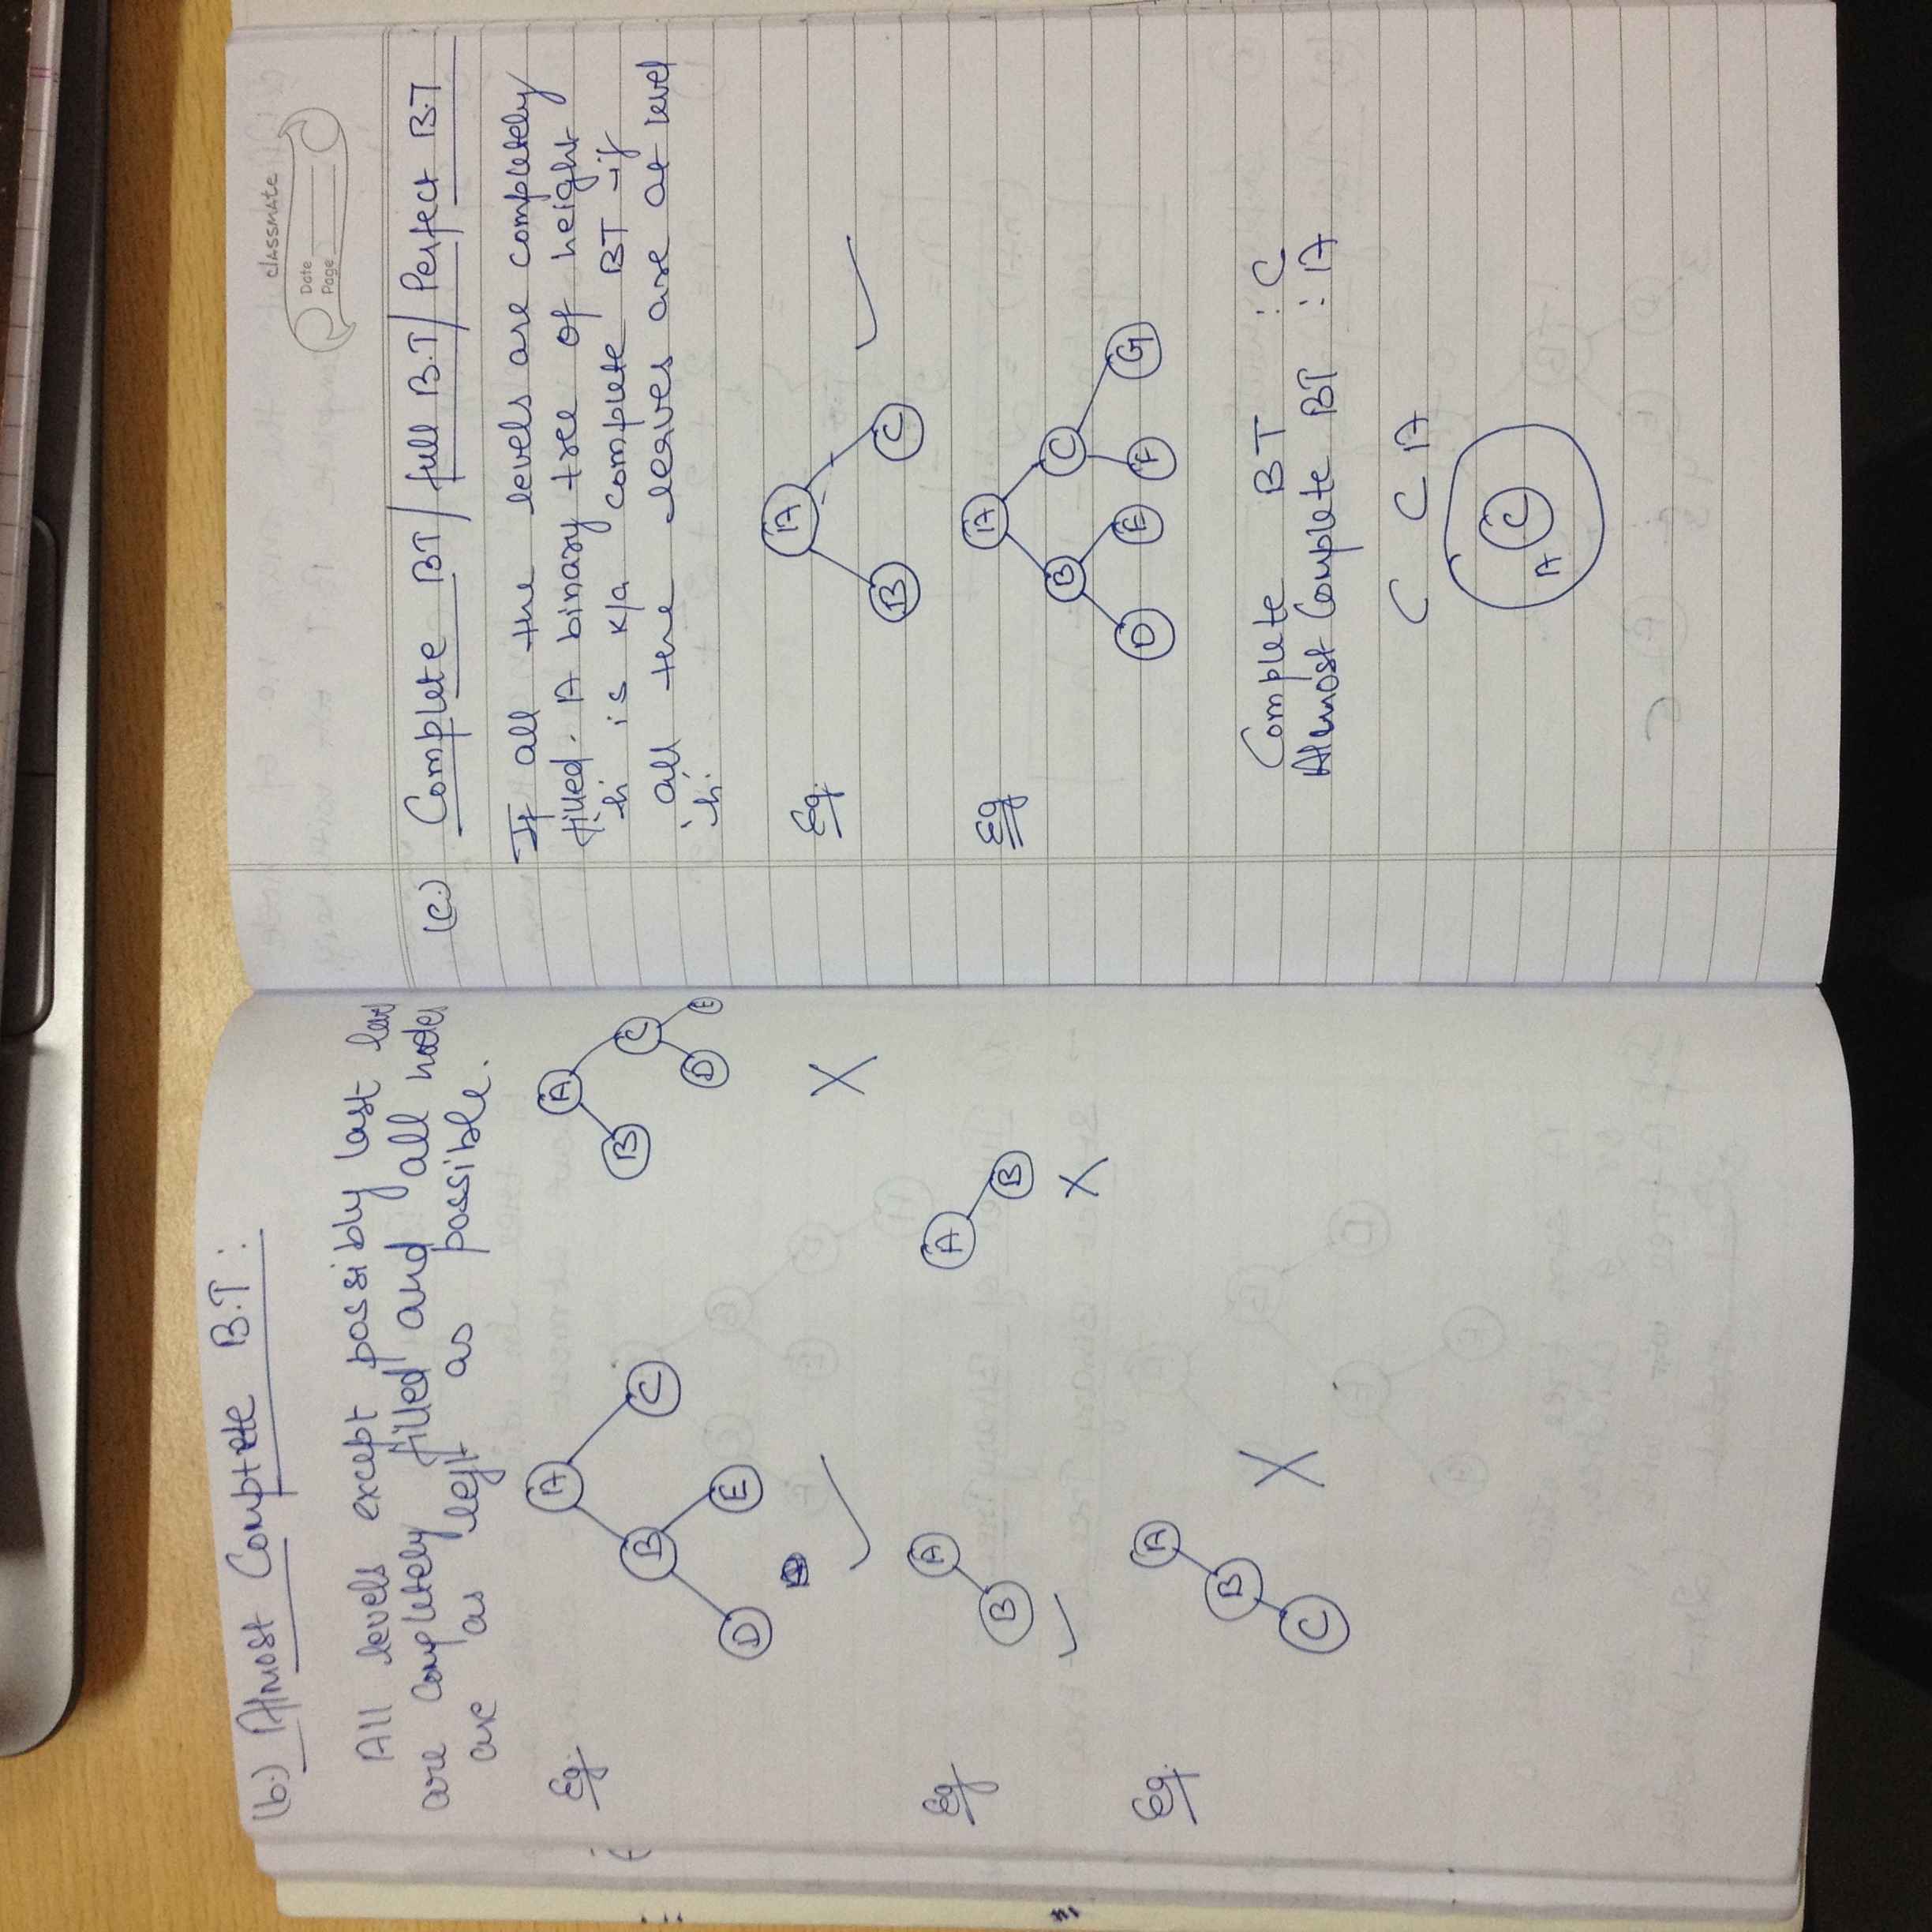 (b.) Almost Complete B.T :
All levels except possibly last level
are completely filled and all nodes
are as left as possible.
Eg.
A
B C
D E
A
B C
D E
Eg
A
B
A
B
Eg.
A
B
C
classmate
Date
Page
(c.) Complete BT/full B.T/Perfect B.T
If all the levels are completely
filled. A binary tree of height
'h' is k/a complete BT if
all the leaves are at level
'h'.
Eg.
A
B C
Eg
A
B C
D E F G
Complete BT : C
Almost Complete BT : A
C C A
C
A